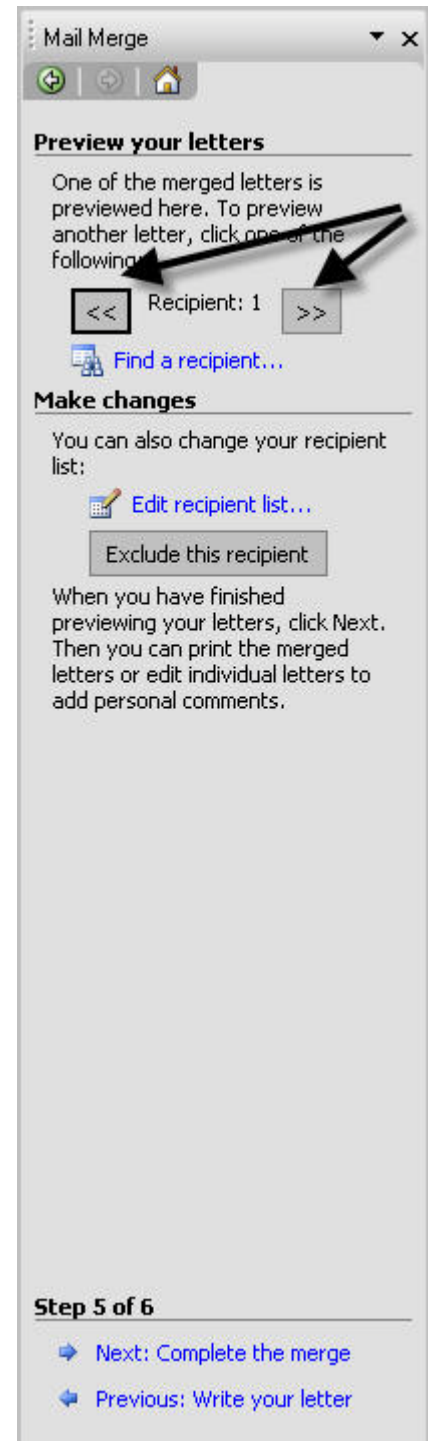 Mail Merge
Preview your letters
One of the merged letters is
previewed here. To preview
another letter, click one of the
following:
<< Recipient: 1 >>
Find a recipient...
Make changes
You can also change your recipient
list:
Edit recipient list...
Exclude this recipient
When you have finished
previewing your letters, click Next.
Then you can print the merged
letters or edit individual letters to
add personal comments.
Step 5 of 6
Next: Complete the merge
Previous: Write your letter